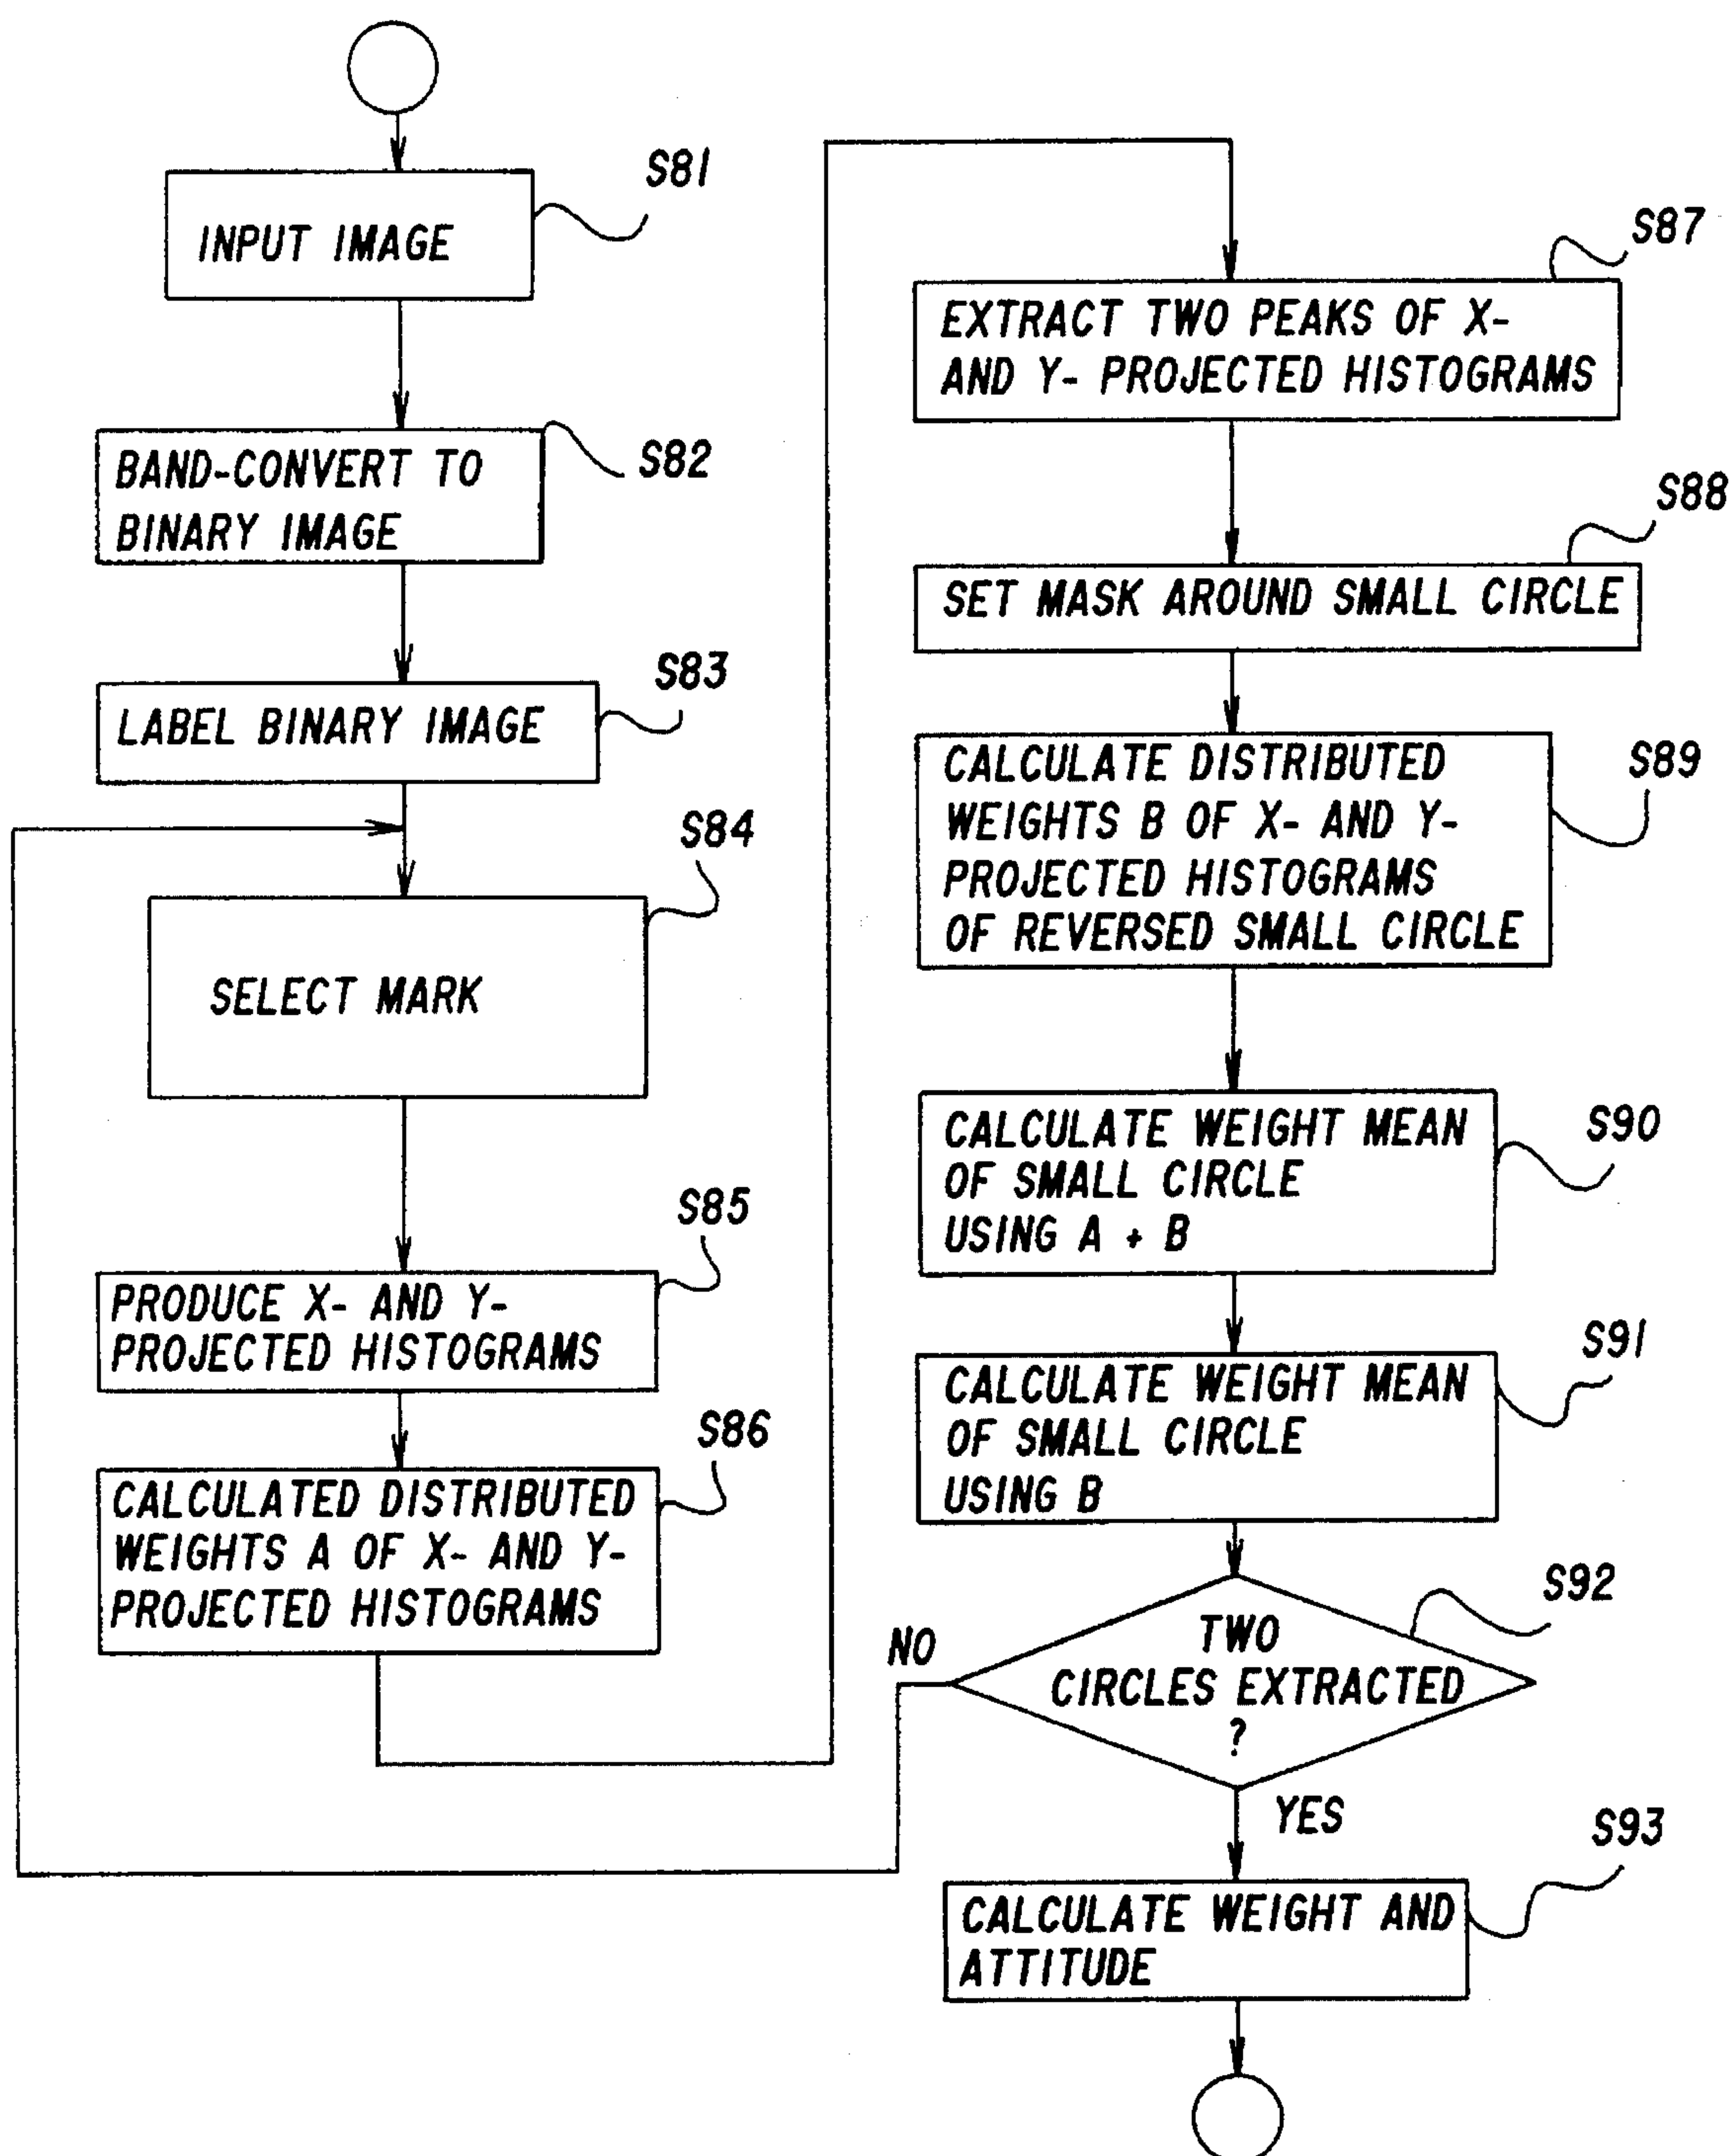 S81
INPUT IMAGE
S82
BAND-CONVERT TO
BINARY IMAGE
S83
LABEL BINARY IMAGE
S84
SELECT MARK
S85
PRODUCE X- AND Y-
PROJECTED HISTOGRAMS
S86
CALCULATED DISTRIBUTED
WEIGHTS A OF X- AND Y-
PROJECTED HISTOGRAMS
S87
EXTRACT TWO PEAKS OF X-
AND Y- PROJECTED HISTOGRAMS
S88
SET MASK AROUND SMALL CIRCLE
S89
CALCULATE DISTRIBUTED
WEIGHTS B OF X- AND Y-
PROJECTED HISTOGRAMS
OF REVERSED SMALL CIRCLE
S90
CALCULATE WEIGHT MEAN
OF SMALL CIRCLE
USING A + B
S91
CALCULATE WEIGHT MEAN
OF SMALL CIRCLE
USING B
S92
TWO
CIRCLES EXTRACTED
?
NO
YES
S93
CALCULATE WEIGHT AND
ATTITUDE